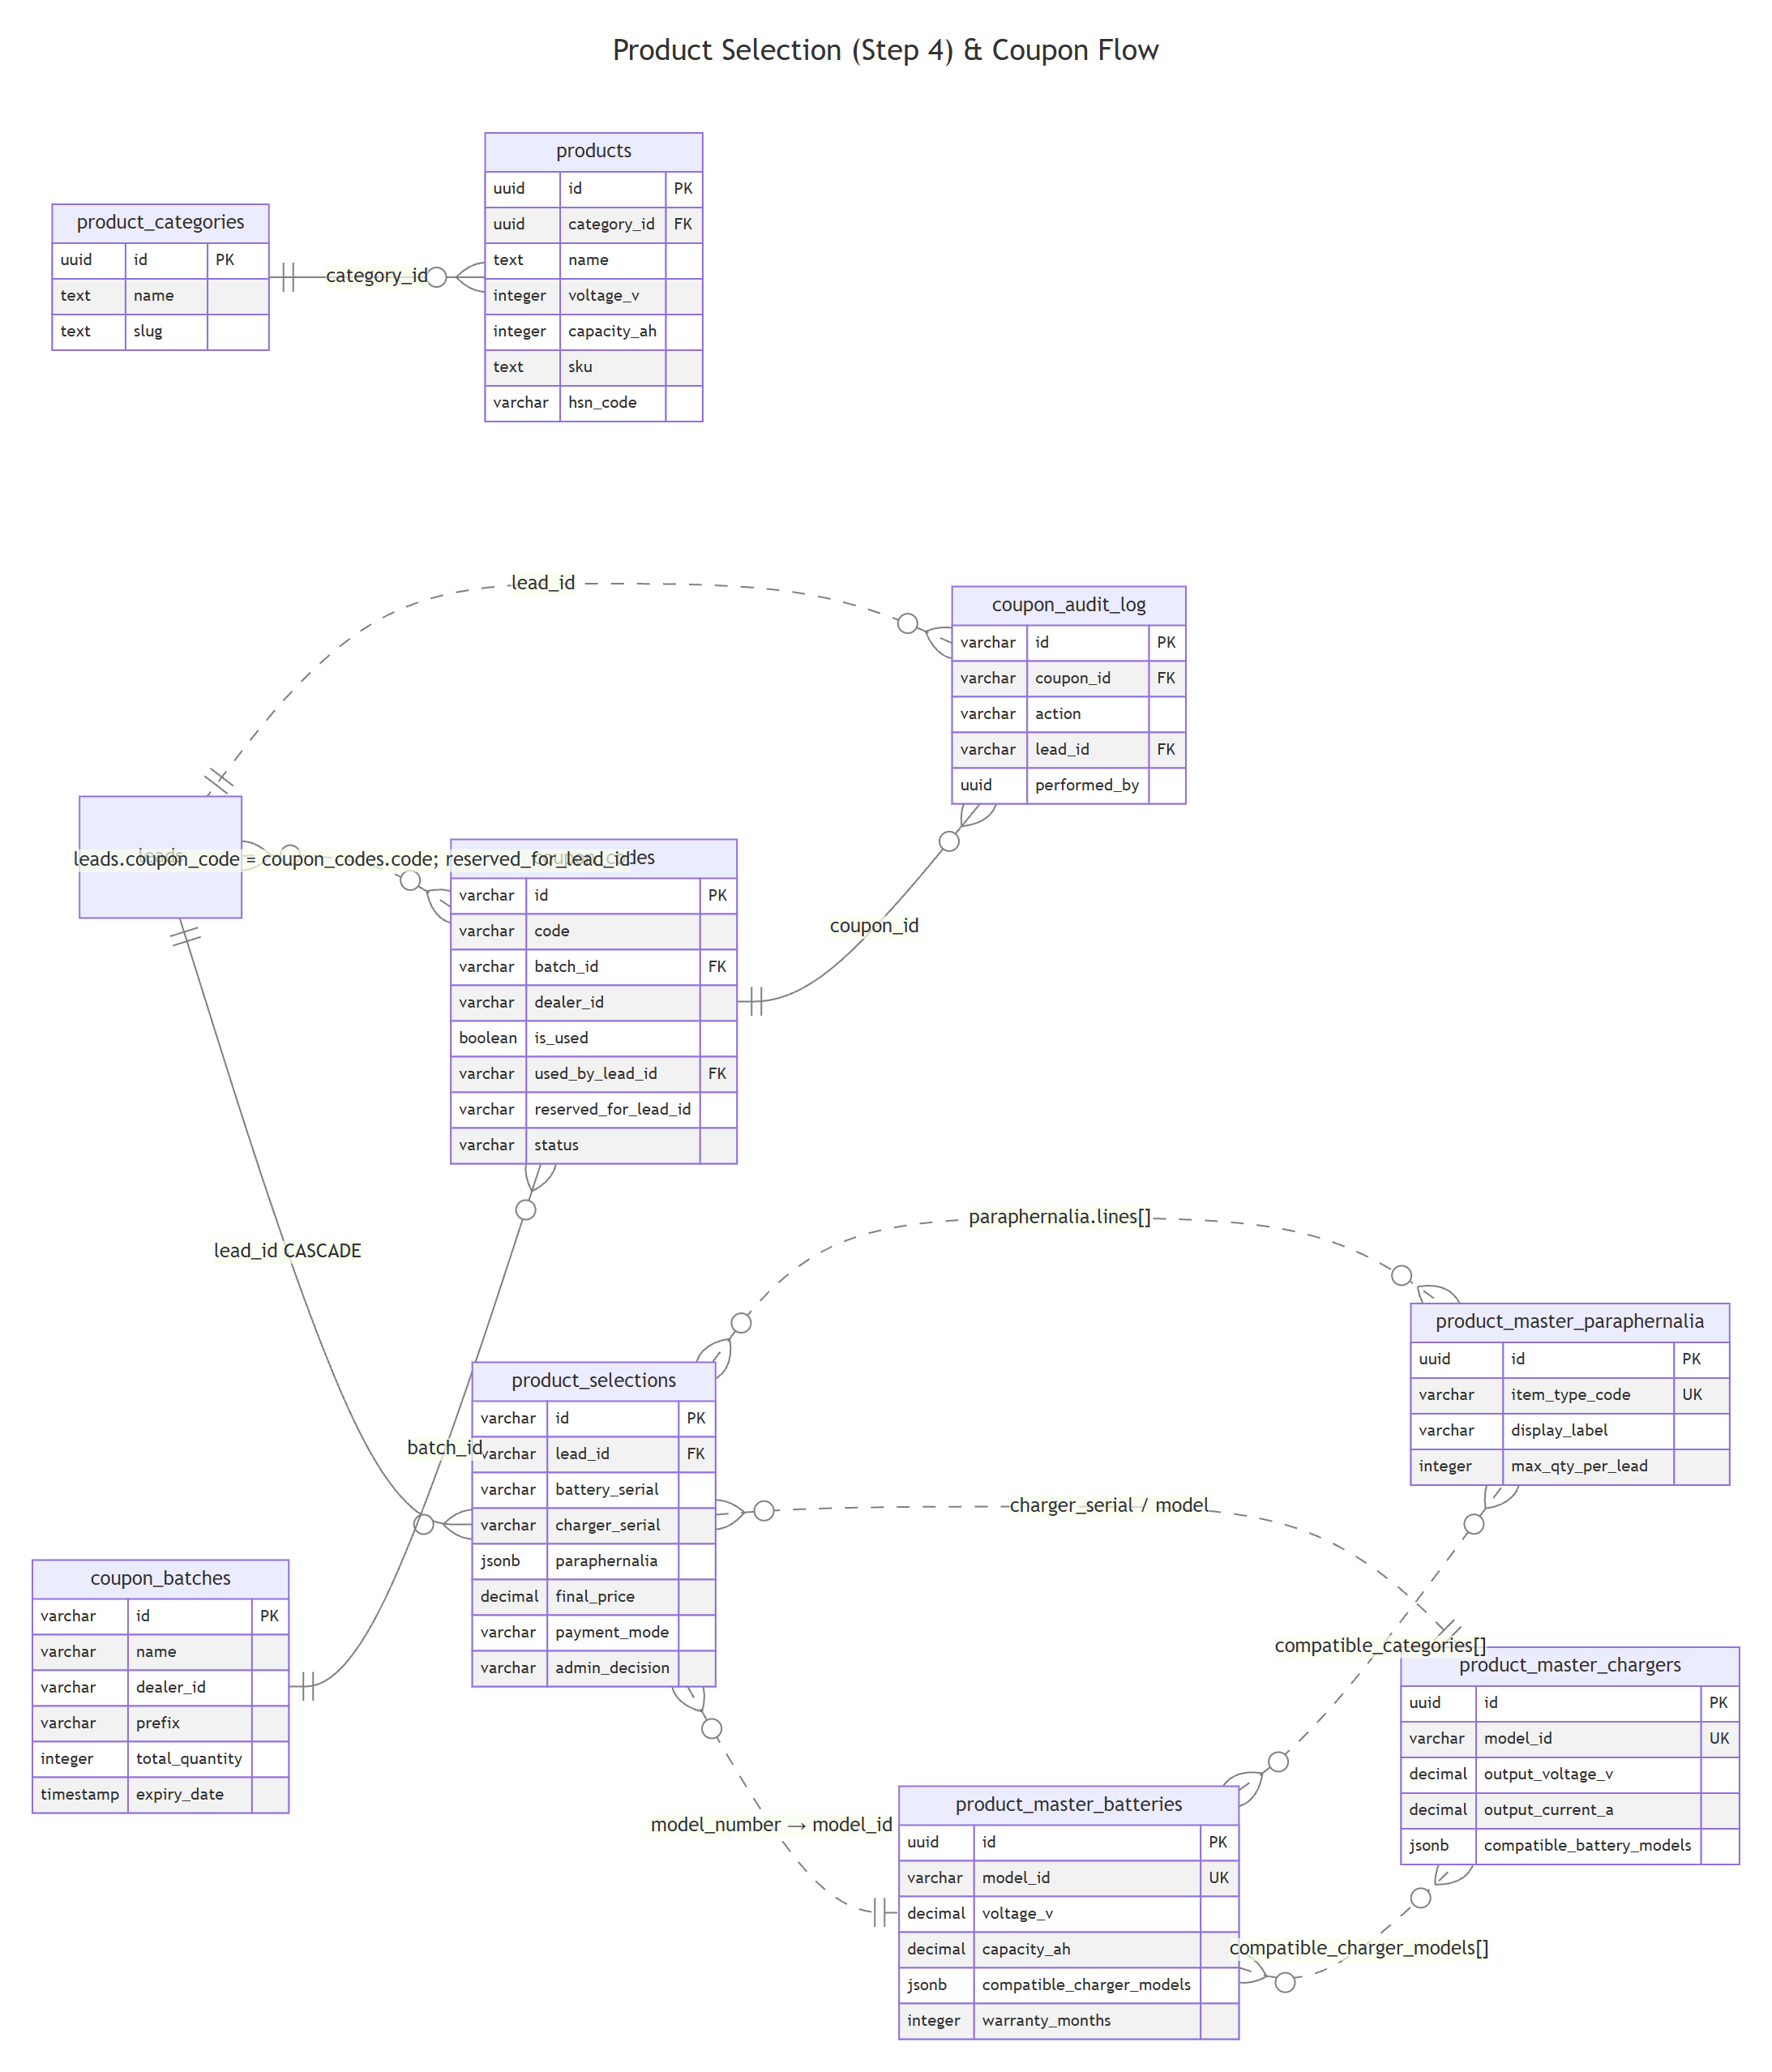 Product Selection (Step 4) & Coupon Flow
products
uuid id PK
uuid category_id FK
text name
integer voltage_v
integer capacity_ah
text sku
varchar hsn_code
product_categories
uuid id PK
text name
text slug
category_id
lead_id
coupon_audit_log
varchar id PK
varchar coupon_id FK
varchar action
varchar lead_id FK
uuid performed_by
leads
leads.coupon_code = coupon_codes.code; reserved_for_lead_id
coupon_codes
varchar id PK
varchar code
varchar batch_id FK
varchar dealer_id
boolean is_used
varchar used_by_lead_id FK
varchar reserved_for_lead_id
varchar status
coupon_id
lead_id CASCADE
paraphernalia.lines[]
product_master_paraphernalia
uuid id PK
varchar item_type_code UK
varchar display_label
integer max_qty_per_lead
product_selections
varchar id PK
varchar lead_id FK
varchar battery_serial
varchar charger_serial
jsonb paraphernalia
decimal final_price
varchar payment_mode
varchar admin_decision
batch_id
charger_serial / model
coupon_batches
varchar id PK
varchar name
varchar dealer_id
varchar prefix
integer total_quantity
timestamp expiry_date
compatible_categories[]
product_master_chargers
uuid id PK
varchar model_id UK
decimal output_voltage_v
decimal output_current_a
jsonb compatible_battery_models
model_number → model_id
product_master_batteries
uuid id PK
varchar model_id UK
decimal voltage_v
decimal capacity_ah
jsonb compatible_charger_models
integer warranty_months
compatible_charger_models[]